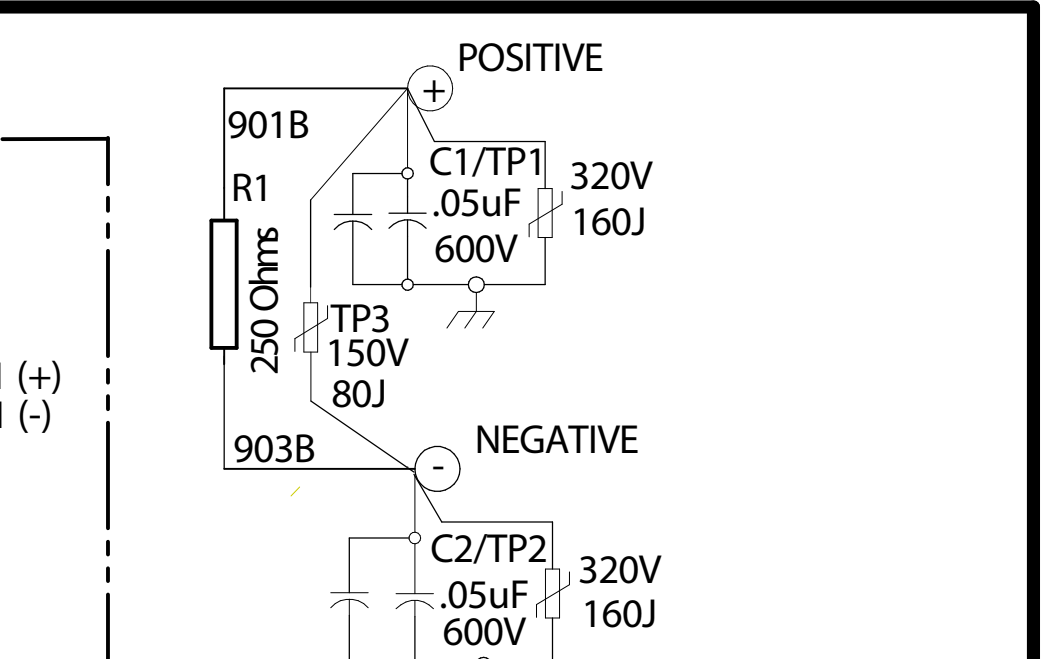 POSITIVE
+
901B
R1
250 Ohms
C1/TP1
.05uF
600V
320V
160J
TP3
150V
80J
(+)
(-)
903B
NEGATIVE
-
C2/TP2
.05uF
600V
320V
160J